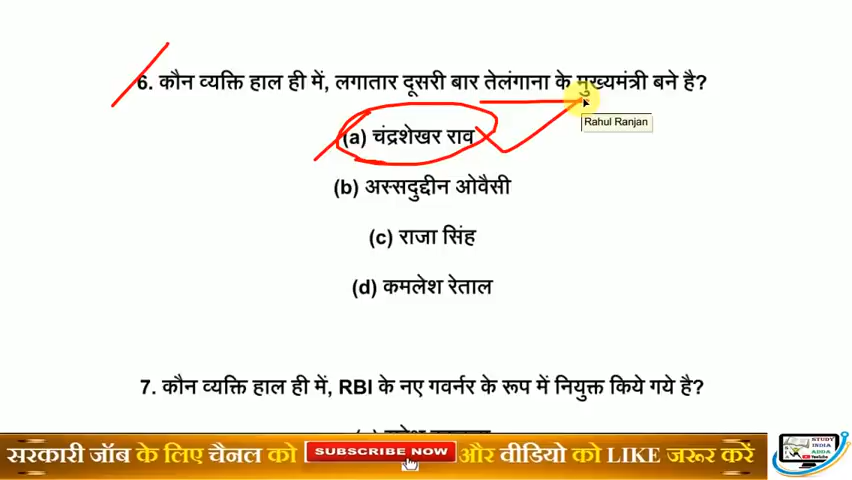 6. कौन व्यक्ति हाल ही में, लगातार दूसरी बार तेलंगाना के मुख्यमंत्री बने है?
Rahul Ranjan
(a) चंद्रशेखर राव
(b) अस्सदुद्दीन ओवैसी
(c) राजा सिंह
(d) कमलेश रेताल
7. कौन व्यक्ति हाल ही में, RBI के नए गवर्नर के रूप में नियुक्त किये गये है?
सरकारी जॉब के लिए चैनल को SUBSCRIBE NOW और वीडियो को LIKE जरूर करें
STUDY
INDIA
ADDA
YouTube